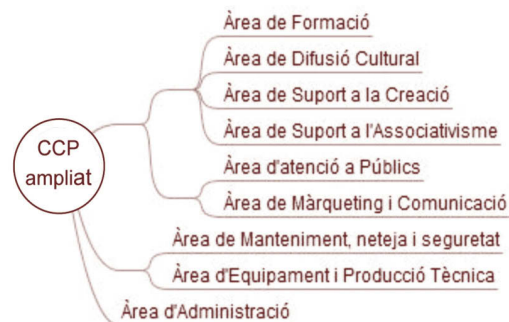 Àrea de Formació
Àrea de Difusió Cultural
Àrea de Suport a la Creació
Àrea de Suport a l'Associativisme
CCP
ampliat
Àrea d'atenció a Públics
Àrea de Màrqueting i Comunicació
Àrea de Manteniment, neteja i seguretat
Àrea d'Equipament i Producció Tècnica
Àrea d'Administració